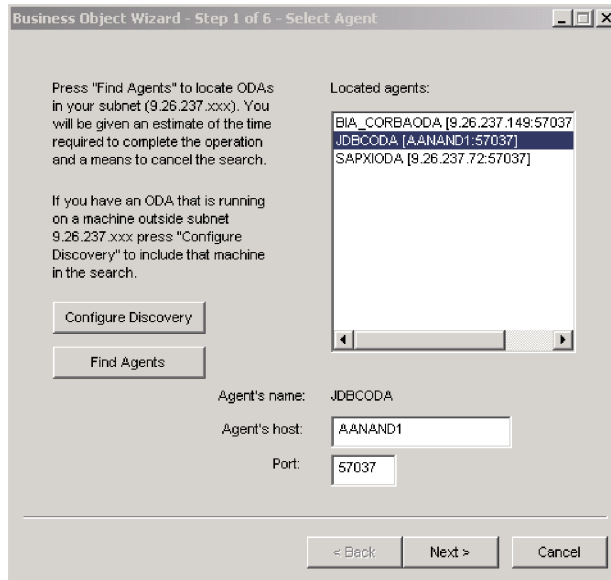 Business Object Wizard - Step 1 of 6 - Select Agent
Press "Find Agents" to locate ODAs
in your subnet (9.26.237.xxx). You
will be given an estimate of the time
required to complete the operation
and a means to cancel the search.
If you have an ODA that is running
on a machine outside subnet
9.26.237.xxx press "Configure
Discovery" to include that machine
in the search.
Configure Discovery
Find Agents
Located agents:
BIA_CORBAODA [9.26.237.149:57037
JDBCODA [AANAND1:57037]
SAPXIODA [9.26.237.72:57037]
Agent's name: JDBCODA
Agent's host: AANAND1
Port: 57037
< Back Next > Cancel